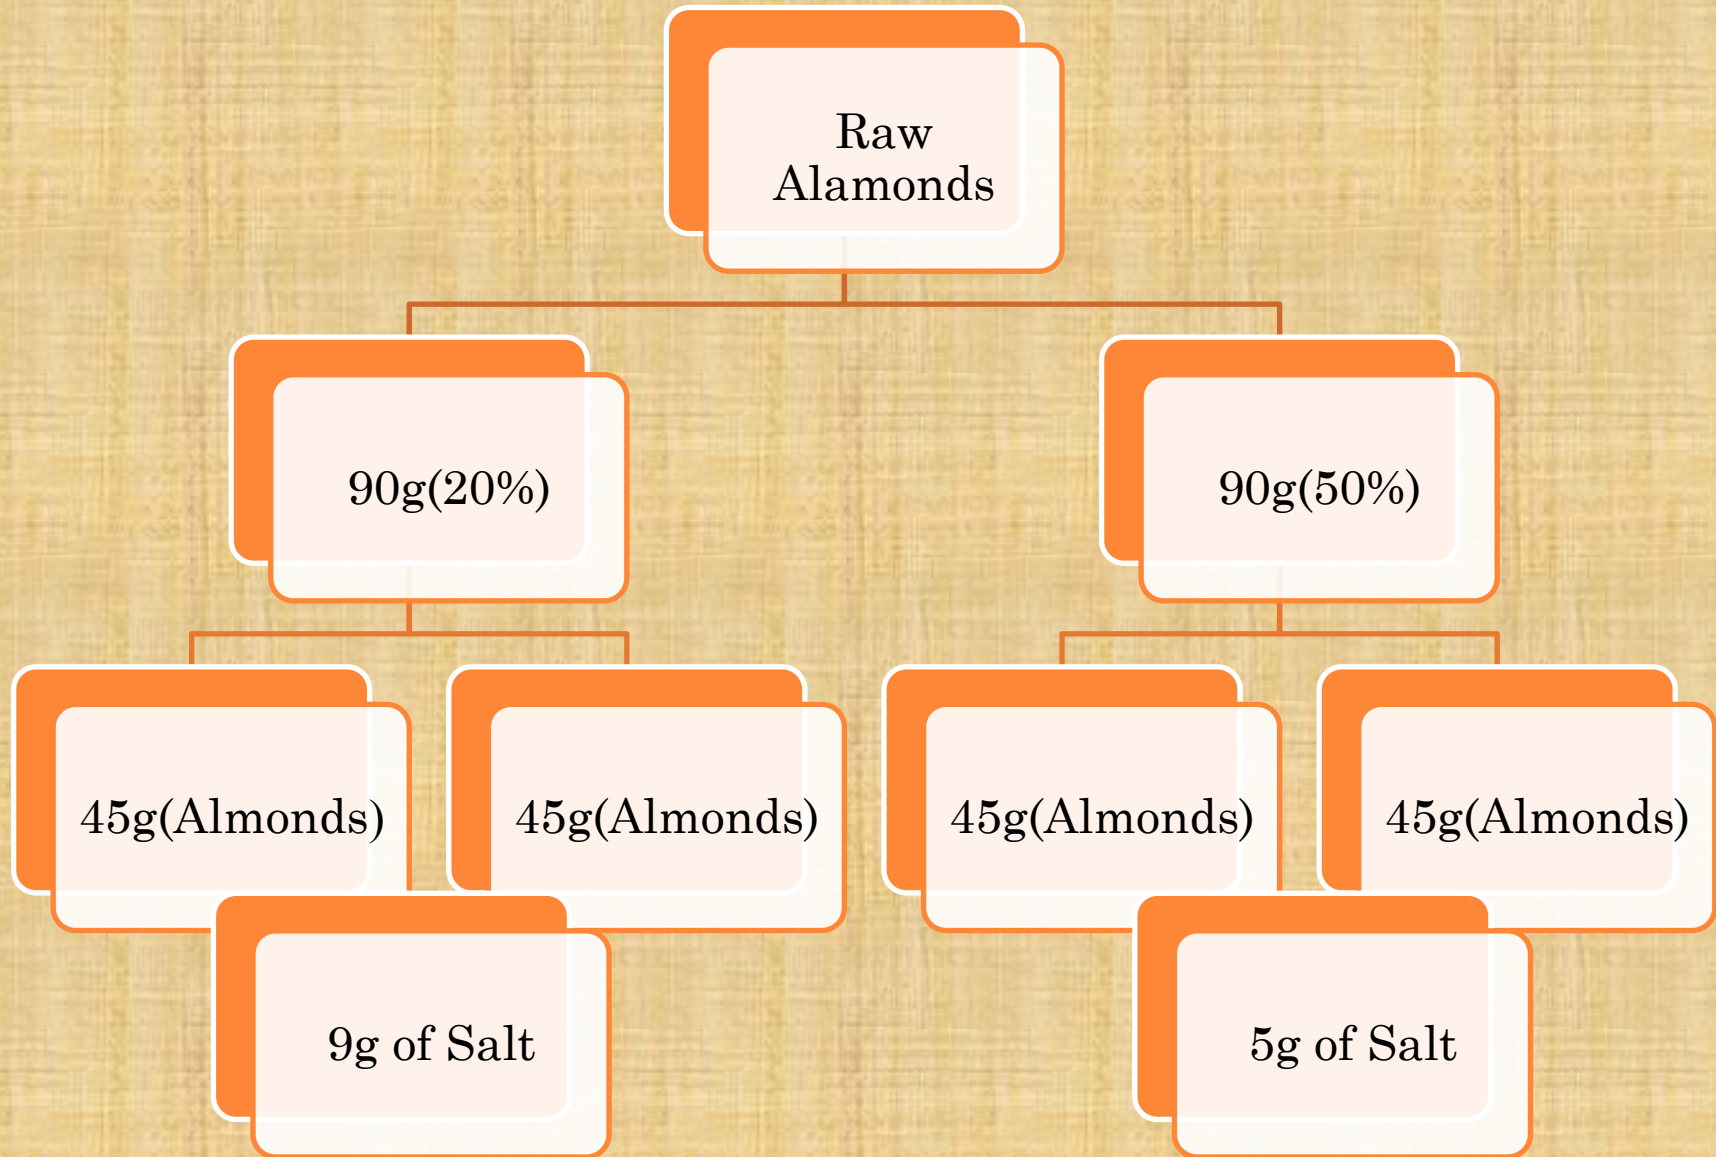 Raw
Alamonds
90g(20%)
90g(50%)
45g(Almonds)
45g(Almonds)
45g(Almonds)
45g(Almonds)
9g of Salt
5g of Salt